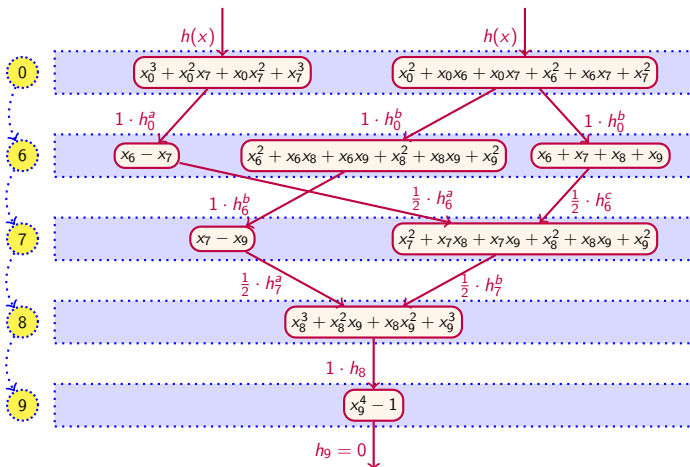 h(x) h(x)
0 x_0^3 + x_0^2x_7 + x_0x_7^2 + x_7^3 x_0^2 + x_0x_6 + x_0x_7 + x_6^2 + x_6x_7 + x_7^2
1 · h_0^a 1 · h_0^b 1 · h_0^b
6 x_6 − x_7 x_6^2 + x_6x_8 + x_6x_9 + x_8^2 + x_8x_9 + x_9^2 x_6 + x_7 + x_8 + x_9
1 · h_6^b ½ · h_6^a ½ · h_6^c
7 x_7 − x_9 x_7^2 + x_7x_8 + x_7x_9 + x_8^2 + x_8x_9 + x_9^2
½ · h_7^a ½ · h_7^b
8 x_8^3 + x_8^2x_9 + x_8x_9^2 + x_9^3
1 · h_8
9 x_9^4 − 1
h_9 = 0